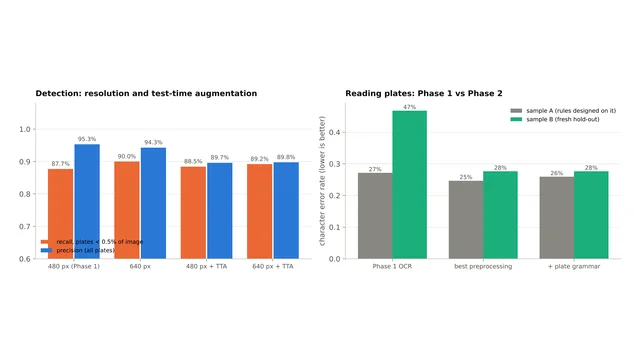 Detection: resolution and test-time augmentation
1.0
0.9
0.8
0.7
0.6
87.7%
95.3%
90.0%
94.3%
88.5%
89.7%
89.2%
89.8%
recall, plates < 0.5% of image
precision (all plates)
480 px (Phase 1)
640 px
480 px + TTA
640 px + TTA
Reading plates: Phase 1 vs Phase 2
character error rate (lower is better)
0.4
0.3
0.2
0.1
0.0
27%
47%
25%
28%
26%
28%
sample A (rules designed on it)
sample B (fresh hold-out)
Phase 1 OCR
best preprocessing
+ plate grammar